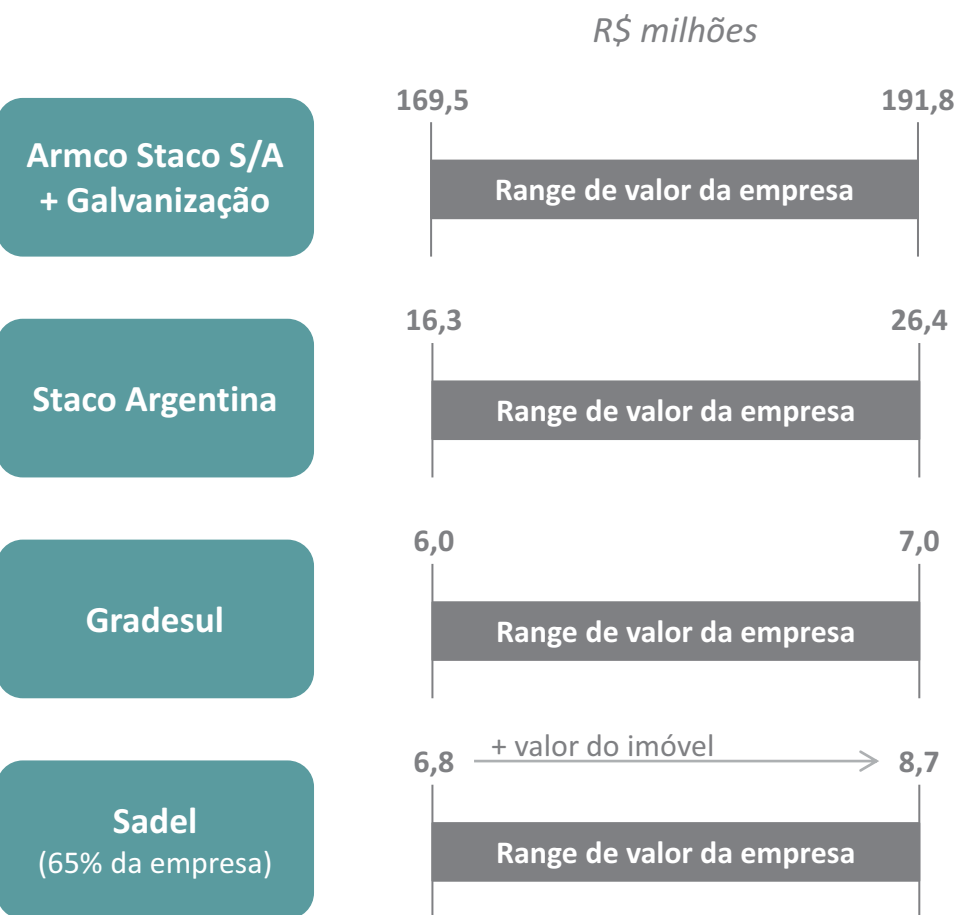 R$ milhões
169,5
191,8
Armco Staco S/A
+ Galvanização
Range de valor da empresa
16,3
26,4
Staco Argentina
Range de valor da empresa
6,0
7,0
Gradesul
Range de valor da empresa
6,8
+ valor do imóvel
8,7
Sadel
(65% da empresa)
Range de valor da empresa